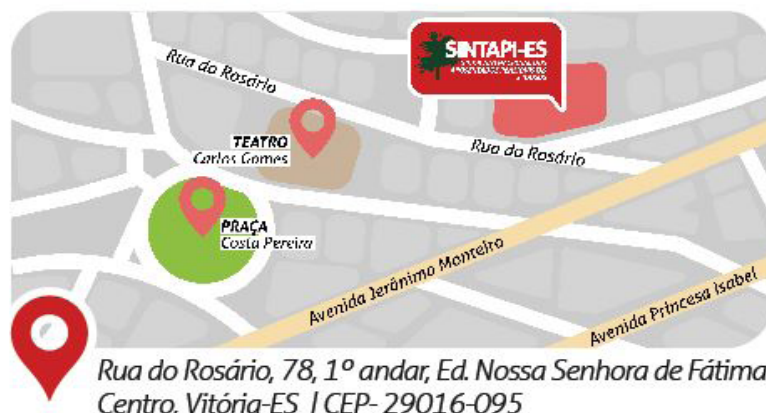 SINTAPI-ES
Rua do Rosário
TEATRO
Carlos Gomes
Rua do Rosário
PRAÇA
Costa Pereira
Avenida Jerônimo Monteiro
Avenida Princesa Isabel
Rua do Rosário, 78, 1º andar, Ed. Nossa Senhora de Fátima
Centro, Vitória-ES | CEP- 29016-095